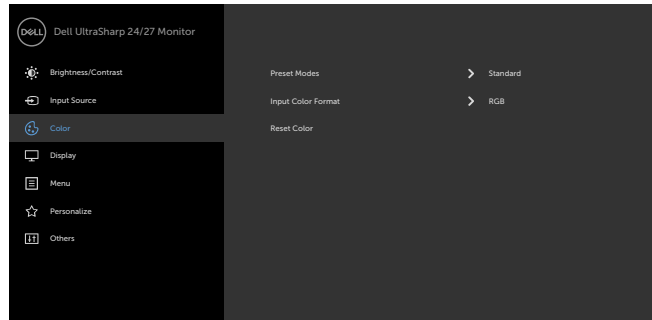 DELL
Dell UltraSharp 24/27 Monitor
Brightness/Contrast
Input Source
Color
Display
Menu
Personalize
Others
Preset Modes
Standard
Input Color Format
RGB
Reset Color